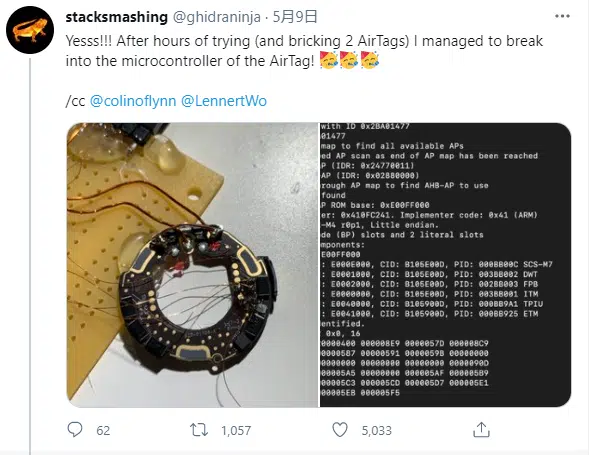 stacksmashing @ghidraninja · 5月9日
Yesss!!! After hours of trying (and bricking 2 AirTags) I managed to break
into the microcontroller of the AirTag!
/cc @colinoflynn @LennertWo
with ID 0x2BA01477
01477
map to find all available APs
ed AP scan as end of AP map has been reached
P (IDR: 0x24770011)
AP (IDR: 0x02880000)
rough AP map to find AHB-AP to use
found
P ROM base: 0xE00FF000
er: 0x410FC241. Implementer code: 0x41 (ARM)
-M4 r0p1, Little endian.
de (BP) slots and 2 literal slots
mponents:
E00FF000
: E000E000, CID: B105E00D, PID: 000BB00C SCS-M7
: E0001000, CID: B105E00D, PID: 003BB002 DWT
: E0002000, CID: B105E00D, PID: 002BB003 FPB
: E0000000, CID: B105E00D, PID: 003BB001 ITM
: E0040000, CID: B105900D, PID: 000BB9A1 TPIU
: E0041000, CID: B105900D, PID: 000BB925 ETM
entified.
0x0, 16
0000400 000008E9 0000057D 000008C9
0000587 00000591 0000059B 00000000
0000000 00000000 00000000 0000090D
00005A5 00000000 000005AF 000005B9
00005C3 000005CD 000005D7 000005E1
00005EB 000005F5
62 1,057 5,033